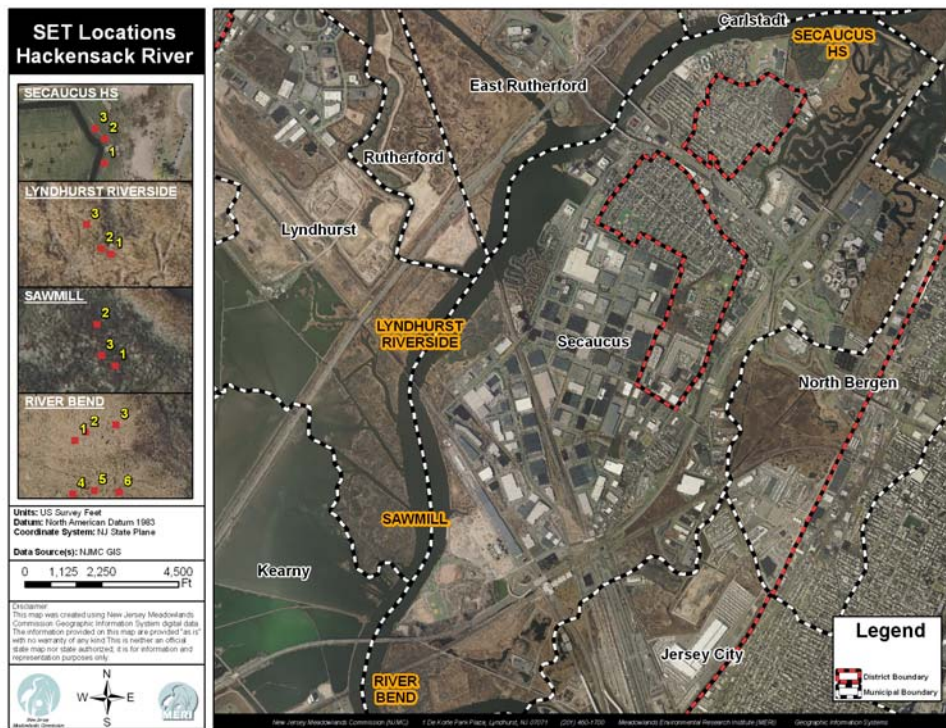 SET Locations
Hackensack River
SECAUCUS HS
3
2
1
LYNDHURST RIVERSIDE
3
2
1
SAWMILL
2
3
1
RIVER BEND
1
2
3
4
5
6
Units: US Survey Feet
Datum: North American Datum 1983
Coordinate System: NJ State Plane
Data Source(s): NJMC GIS
0 1,125 2,250 4,500
Ft
Disclaimer:
This map was created using New Jersey Meadowlands
Commission Geographic Information System digital data.
The information provided on this map are provided "as is"
with no warranty of any kind This is neither an official
state map nor state authorized, it is for information and
representation purposes only.
New Jersey
Meadowlands Commission
N
W E
S
MERI
Carlstadt
SECAUCUS
HS
East Rutherford
Rutherford
Lyndhurst
LYNDHURST
RIVERSIDE
Secaucus
North Bergen
SAWMILL
Kearny
Jersey City
RIVER
BEND
Legend
District Boundary
Municipal Boundary
New Jersey Meadowlands Commission (NJMC) 1 De Korte Park Plaza, Lyndhurst, NJ 07071 (201) 460-1700 Meadowlands Environmental Research Institute (MERI) Geographic Information Systems